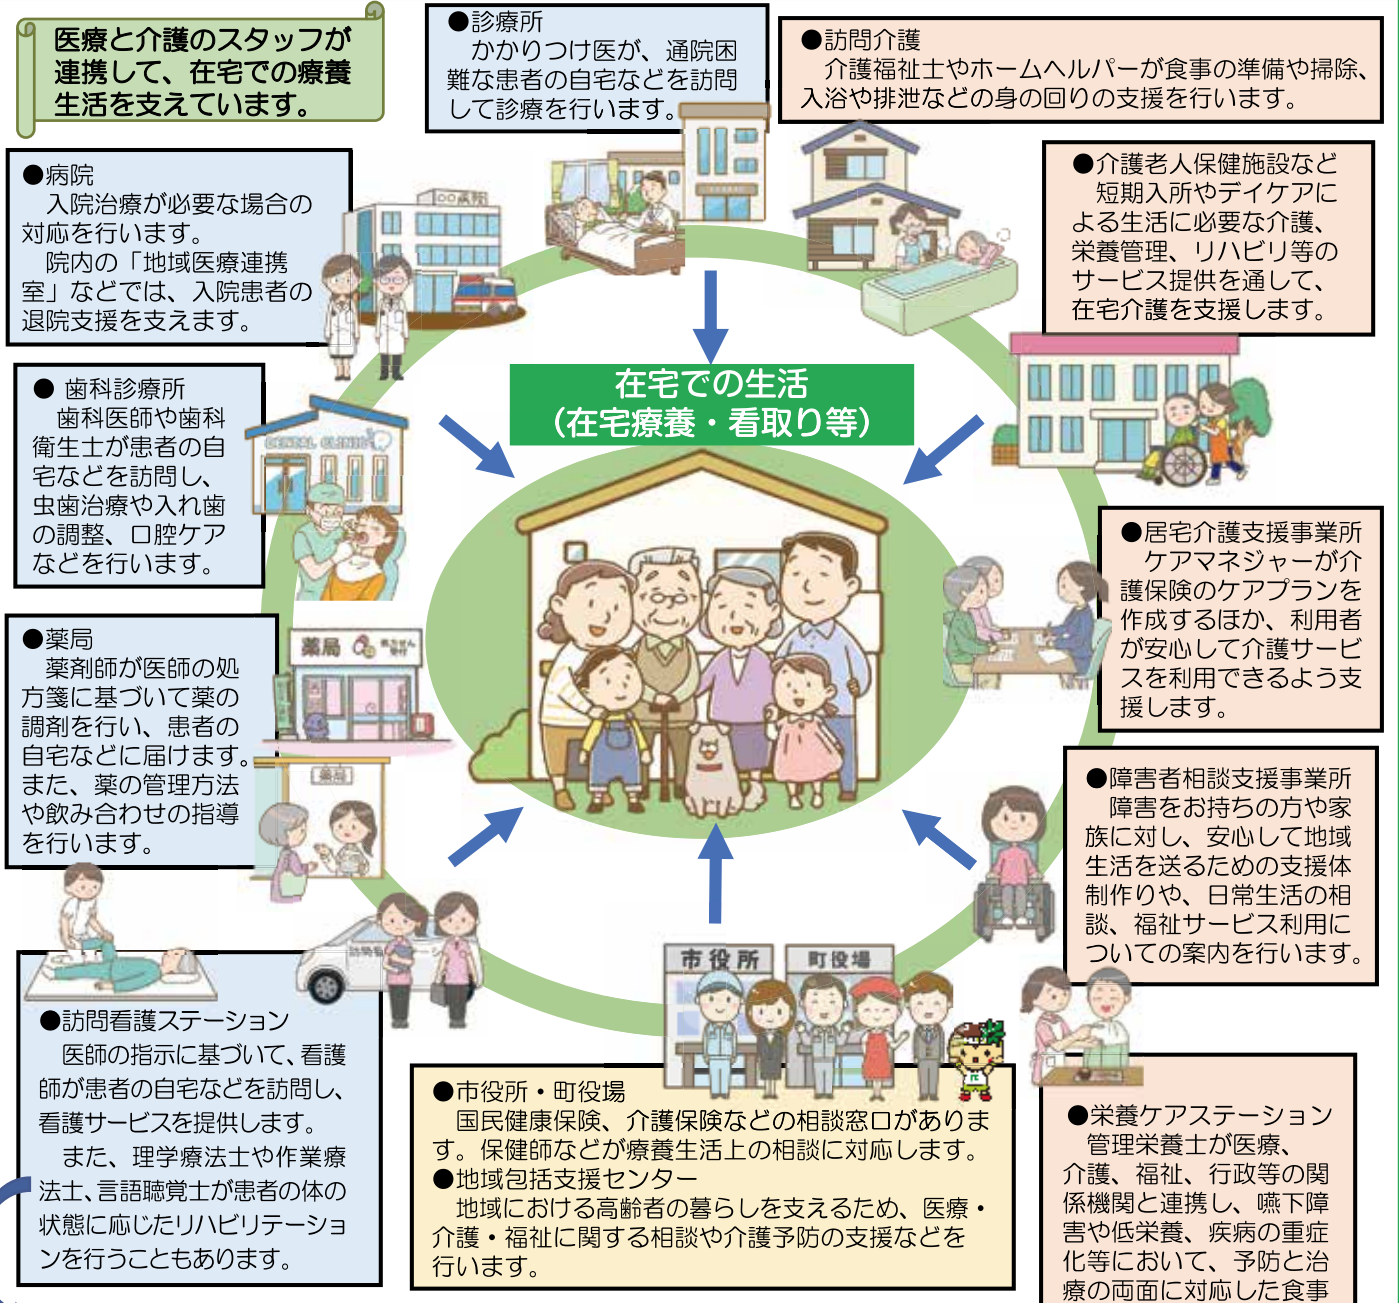 医療と介護のスタッフが
連携して、在宅での療養
生活を支えています。
●診療所
かかりつけ医が、通院困
難な患者の自宅などを訪問
して診療を行います。
●訪問介護
介護福祉士やホームヘルパーが食事の準備や掃除、
入浴や排泄などの身の回りの支援を行います。
●病院
入院治療が必要な場合の
対応を行います。
院内の「地域医療連携
室」などでは、入院患者の
退院支援を支えます。
○○病院
●介護老人保健施設など
短期入所やデイケアに
よる生活に必要な介護、
栄養管理、リハビリ等の
サービス提供を通して、
在宅介護を支援します。
在宅での生活
（在宅療養・看取り等）
● 歯科診療所
歯科医師や歯科
衛生士が患者の自
宅などを訪問し、
虫歯治療や入れ歯
の調整、口腔ケア
などを行います。
DENTAL CLINIC
●居宅介護支援事業所
ケアマネジャーが介
護保険のケアプランを
作成するほか、利用者
が安心して介護サービ
スを利用できるよう支
援します。
●薬局
薬剤師が医師の処
方箋に基づいて薬の
調剤を行い、患者の
自宅などに届けます。
また、薬の管理方法
や飲み合わせの指導
を行います。
薬局
処方せん
受付
薬局
●障害者相談支援事業所
障害をお持ちの方や家
族に対し、安心して地域
生活を送るための支援体
制作りや、日常生活の相
談、福祉サービス利用に
ついての案内を行います。
●訪問看護ステーション
医師の指示に基づいて、看護
師が患者の自宅などを訪問し、
看護サービスを提供します。
また、理学療法士や作業療
法士、言語聴覚士が患者の体の
状態に応じたリハビリテーショ
ンを行うこともあります。
訪問看
ーション
市役所
町役場
●市役所・町役場
国民健康保険、介護保険などの相談窓口がありま
す。保健師などが療養生活上の相談に対応します。
●地域包括支援センター
地域における高齢者の暮らしを支えるため、医療・
介護・福祉に関する相談や介護予防の支援などを
行います。
●栄養ケアステーション
管理栄養士が医療、
介護、福祉、行政等の関
係機関と連携し、嚥下障
害や低栄養、疾病の重症
化等において、予防と治
療の両面に対応した食事